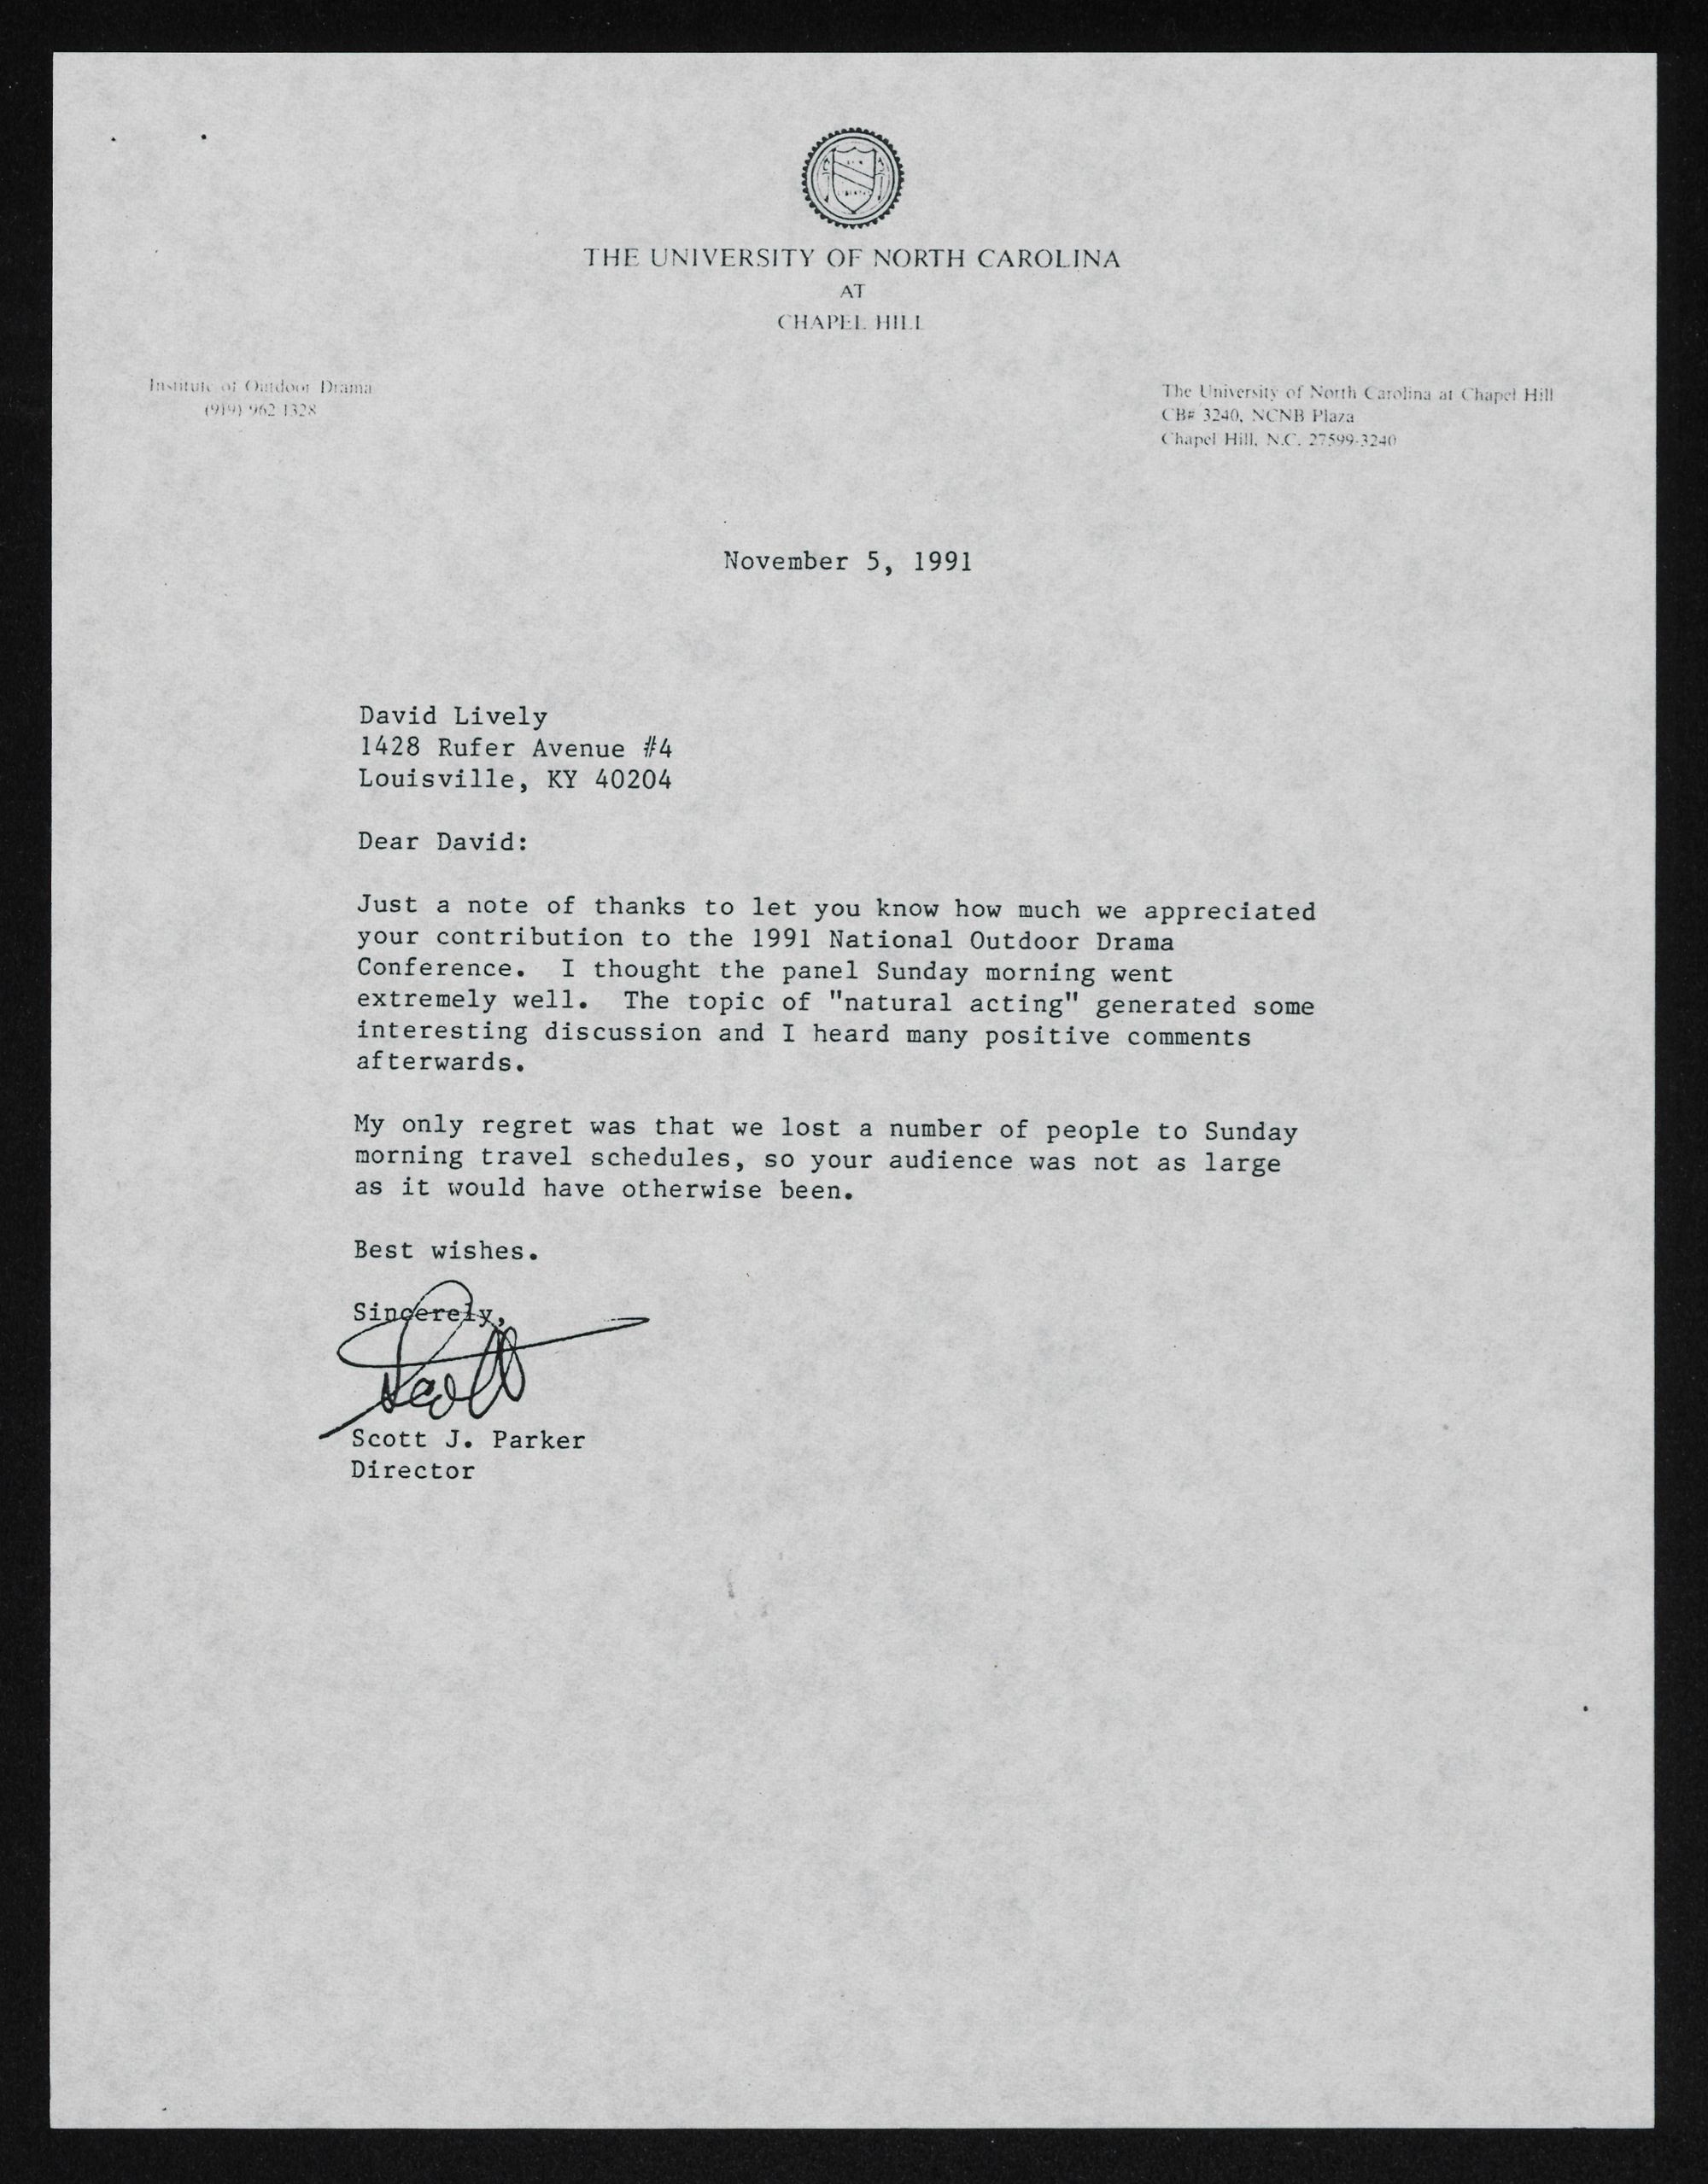 THE UNIVERSITY OF NORTH CAROLINA
AT
CHAPEL HILL
Institute of Outdoor Drama
(919) 962-1328
The University of North Carolina at Chapel Hill
CB# 3240, NCNB Plaza
Chapel Hill, N.C. 27599-3240
November 5, 1991
David Lively
1428 Rufer Avenue #4
Louisville, KY 40204
Dear David:
Just a note of thanks to let you know how much we appreciated
your contribution to the 1991 National Outdoor Drama
Conference. I thought the panel Sunday morning went
extremely well. The topic of "natural acting" generated some
interesting discussion and I heard many positive comments
afterwards.
My only regret was that we lost a number of people to Sunday
morning travel schedules, so your audience was not as large
as it would have otherwise been.
Best wishes.
Sincerely,
Scott
Scott J. Parker
Director